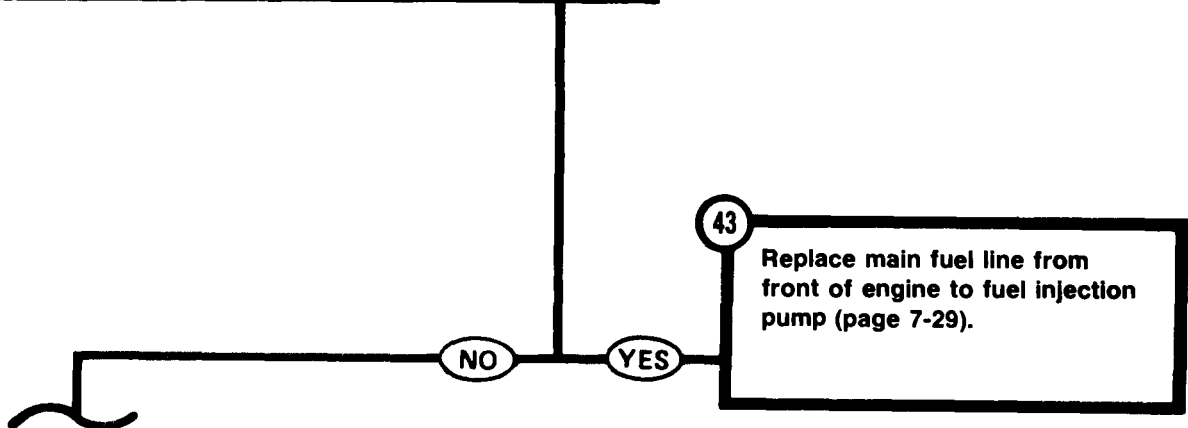 43
Replace main fuel line from
front of engine to fuel injection
pump (page 7-29).
NO
YES